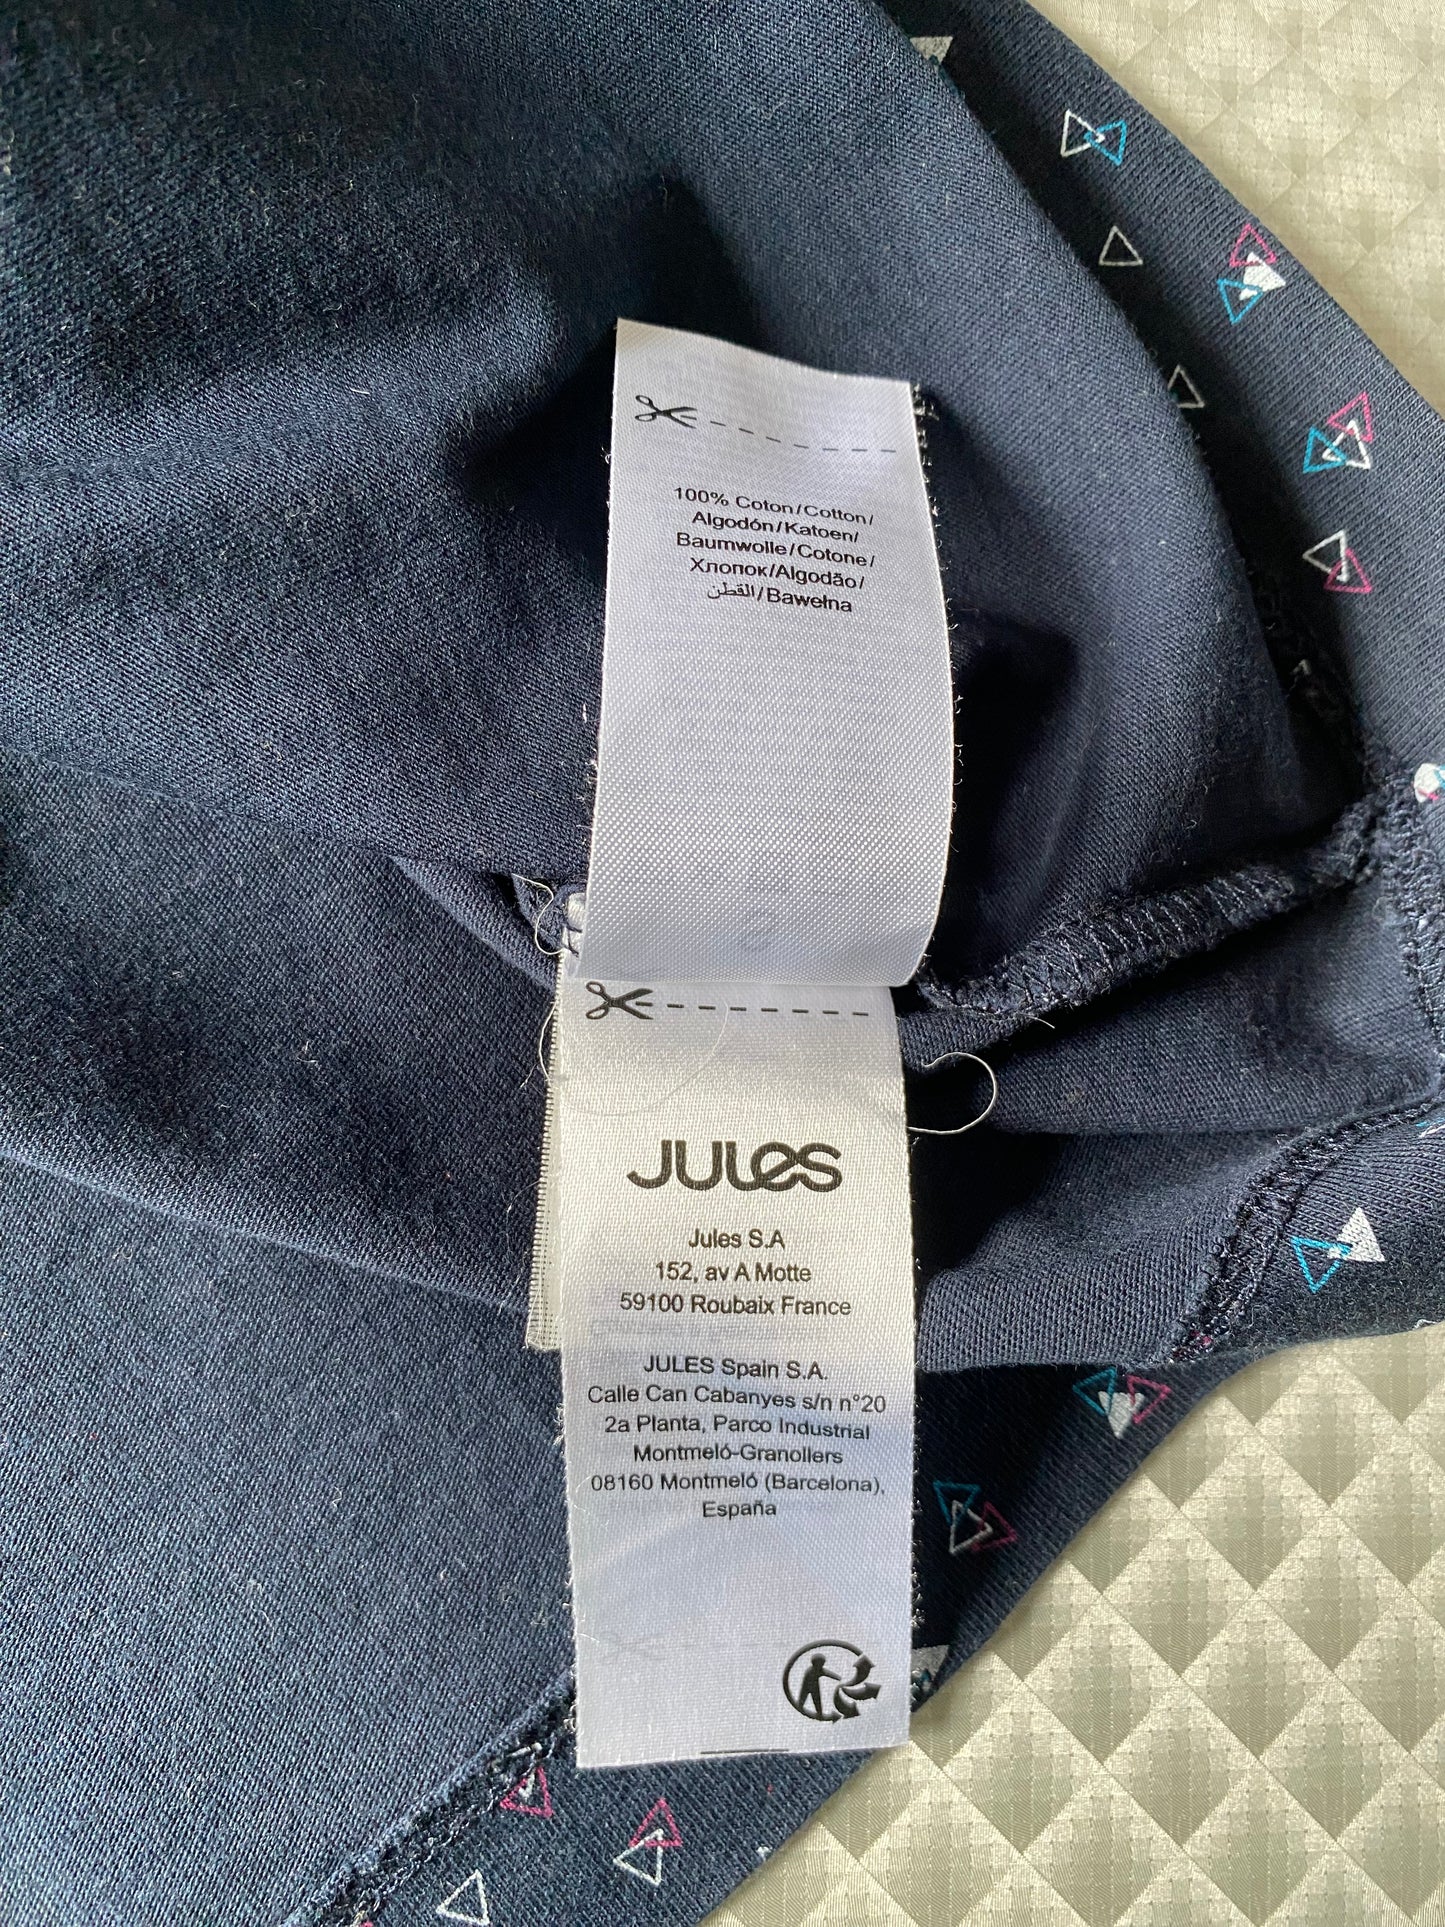 100% Coton/Cotton/
Algodón/Katoen/
Baumwolle/Cotone/
Хлопок/Algodão/
القطن/Bawełna
JULES
Jules S.A
152, av A Motte
59100 Roubaix France
JULES Spain S.A.
Calle Can Cabanyes s/n n°20
2a Planta, Parco Industrial
Montmeló-Granollers
08160 Montmeló (Barcelona),
España